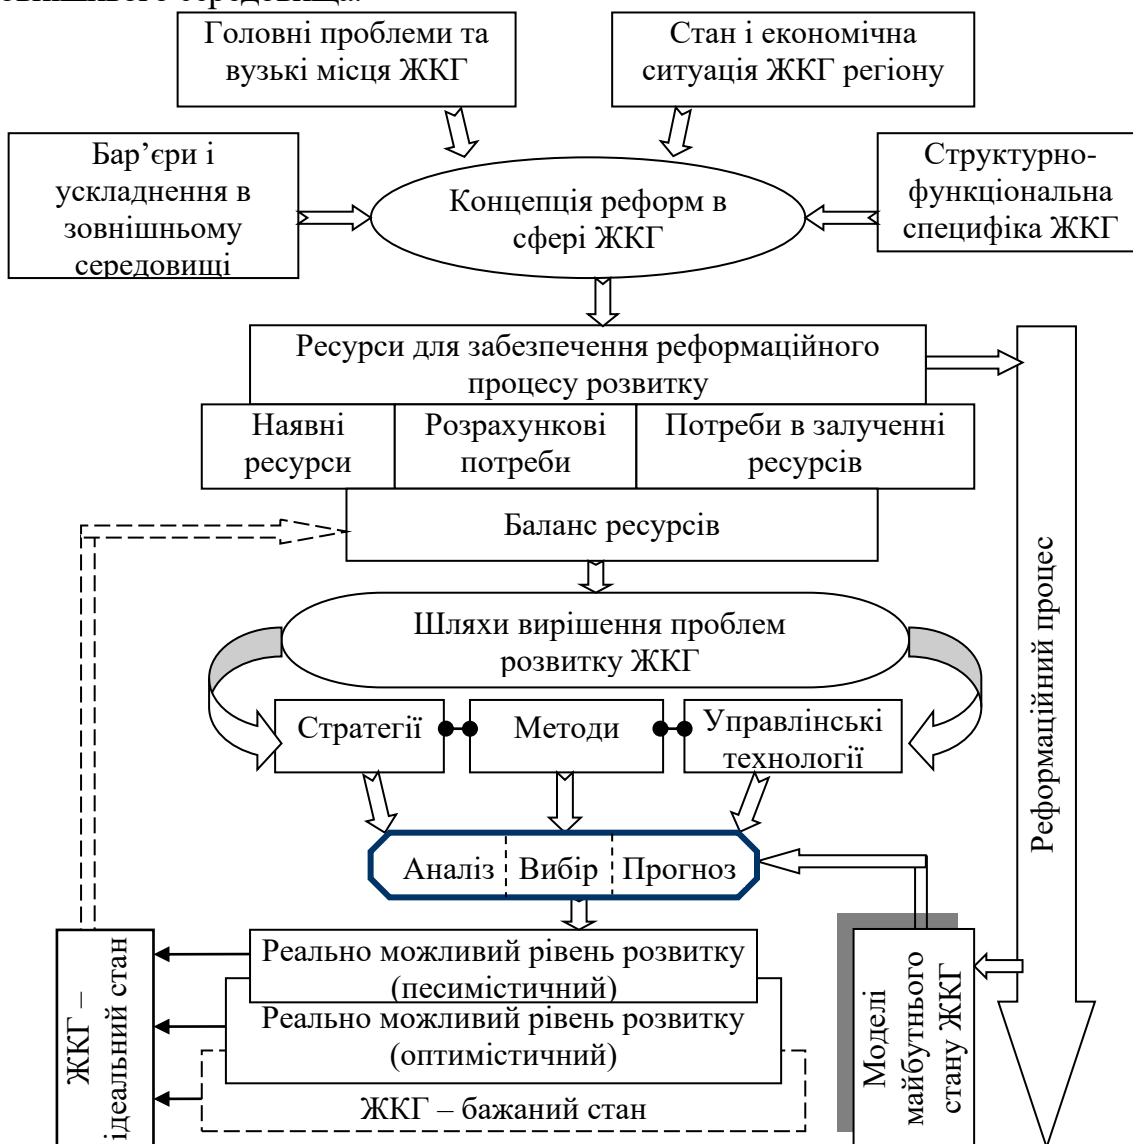 Головні проблеми та
вузькі місця ЖКГ
Стан і економічна
ситуація ЖКГ регіону
Бар’єри і
ускладнення в
зовнішньому
середовищі
Концепція реформ в
сфері ЖКГ
Структурно-
функціональна
специфіка ЖКГ
Ресурси для забезпечення реформаційного
процесу розвитку
Наявні
ресурси
Розрахункові
потреби
Потреби в залученні
ресурсів
Баланс ресурсів
Шляхи вирішення проблем
розвитку ЖКГ
Стратегії
Методи
Управлінські
технології
Аналіз
Вибір
Прогноз
Реально можливий рівень розвитку
(песимістичний)
Реально можливий рівень розвитку
(оптимістичний)
ЖКГ – бажаний стан
ЖКГ –
ідеальний стан
Моделі
майбутнього
стану ЖКГ
Реформаційний процес